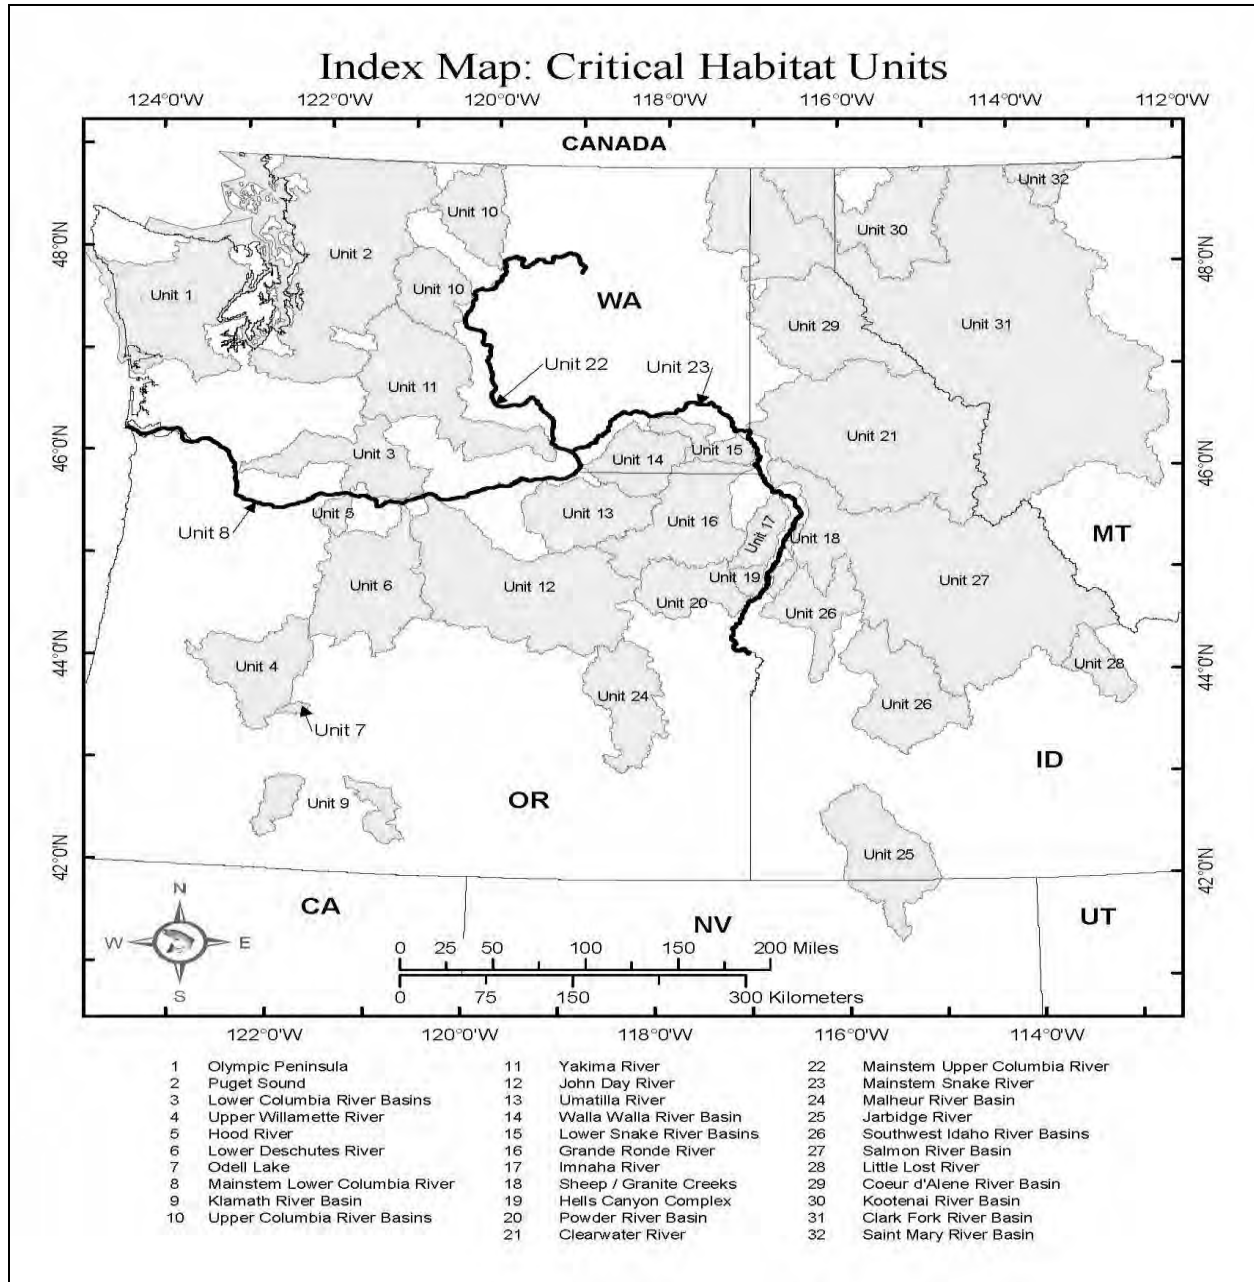 Index Map: Critical Habitat Units
124°0'W 122°0'W 120°0'W 118°0'W 116°0'W 114°0'W 112°0'W
CANADA
Unit 32
Unit 10
Unit 30
48°0'N
Unit 2
48°0'N
Unit 10
Unit 1
WA
Unit 29
Unit 31
Unit 22
Unit 23
Unit 11
Unit 21
46°0'N
Unit 3
Unit 14
Unit 15
46°0'N
Unit 5
Unit 13
Unit 16
Unit 17
Unit 8
Unit 18
MT
Unit 6
Unit 12
Unit 19
Unit 27
Unit 20
Unit 26
44°0'N
Unit 4
Unit 28
44°0'N
Unit 24
Unit 26
Unit 7
ID
OR
Unit 9
42°0'N
Unit 25
42°0'N
N
CA
NV
UT
W E
S
0 25 50 100 150 200 Miles
0 75 150 300 Kilometers
122°0'W 120°0'W 118°0'W 116°0'W 114°0'W
1 Olympic Peninsula
2 Puget Sound
3 Lower Columbia River Basins
4 Upper Willamette River
5 Hood River
6 Lower Deschutes River
7 Odell Lake
8 Mainstem Lower Columbia River
9 Klamath River Basin
10 Upper Columbia River Basins
11 Yakima River
12 John Day River
13 Umatilla River
14 Walla Walla River Basin
15 Lower Snake River Basins
16 Grande Ronde River
17 Imnaha River
18 Sheep / Granite Creeks
19 Hells Canyon Complex
20 Powder River Basin
21 Clearwater River
22 Mainstem Upper Columbia River
23 Mainstem Snake River
24 Malheur River Basin
25 Jarbidge River
26 Southwest Idaho River Basins
27 Salmon River Basin
28 Little Lost River
29 Coeur d'Alene River Basin
30 Kootenai River Basin
31 Clark Fork River Basin
32 Saint Mary River Basin